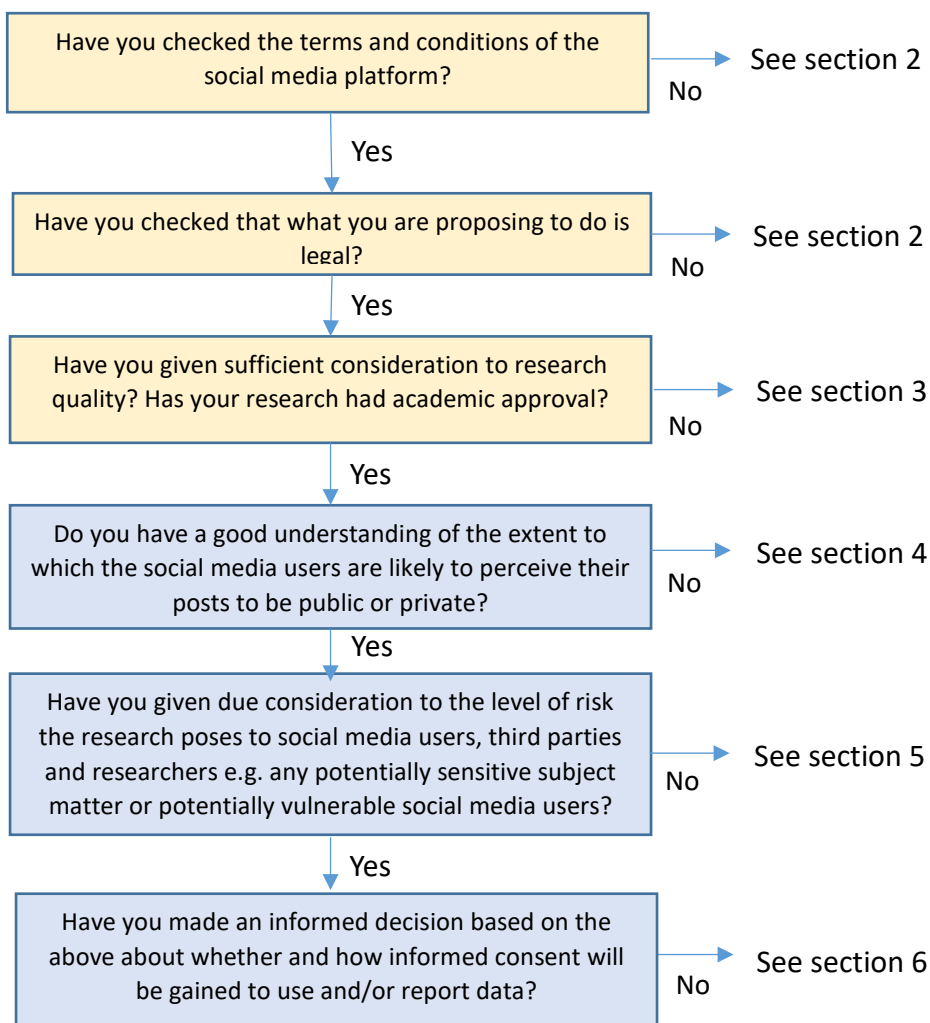 Have you checked the terms and conditions of the
social media platform?
See section 2
No
Yes
Have you checked that what you are proposing to do is
legal?
See section 2
No
Yes
Have you given sufficient consideration to research
quality? Has your research had academic approval?
See section 3
No
Yes
Do you have a good understanding of the extent to
which the social media users are likely to perceive their
posts to be public or private?
See section 4
No
Yes
Have you given due consideration to the level of risk
the research poses to social media users, third parties
and researchers e.g. any potentially sensitive subject
matter or potentially vulnerable social media users?
See section 5
No
Yes
Have you made an informed decision based on the
above about whether and how informed consent will
be gained to use and/or report data?
See section 6
No